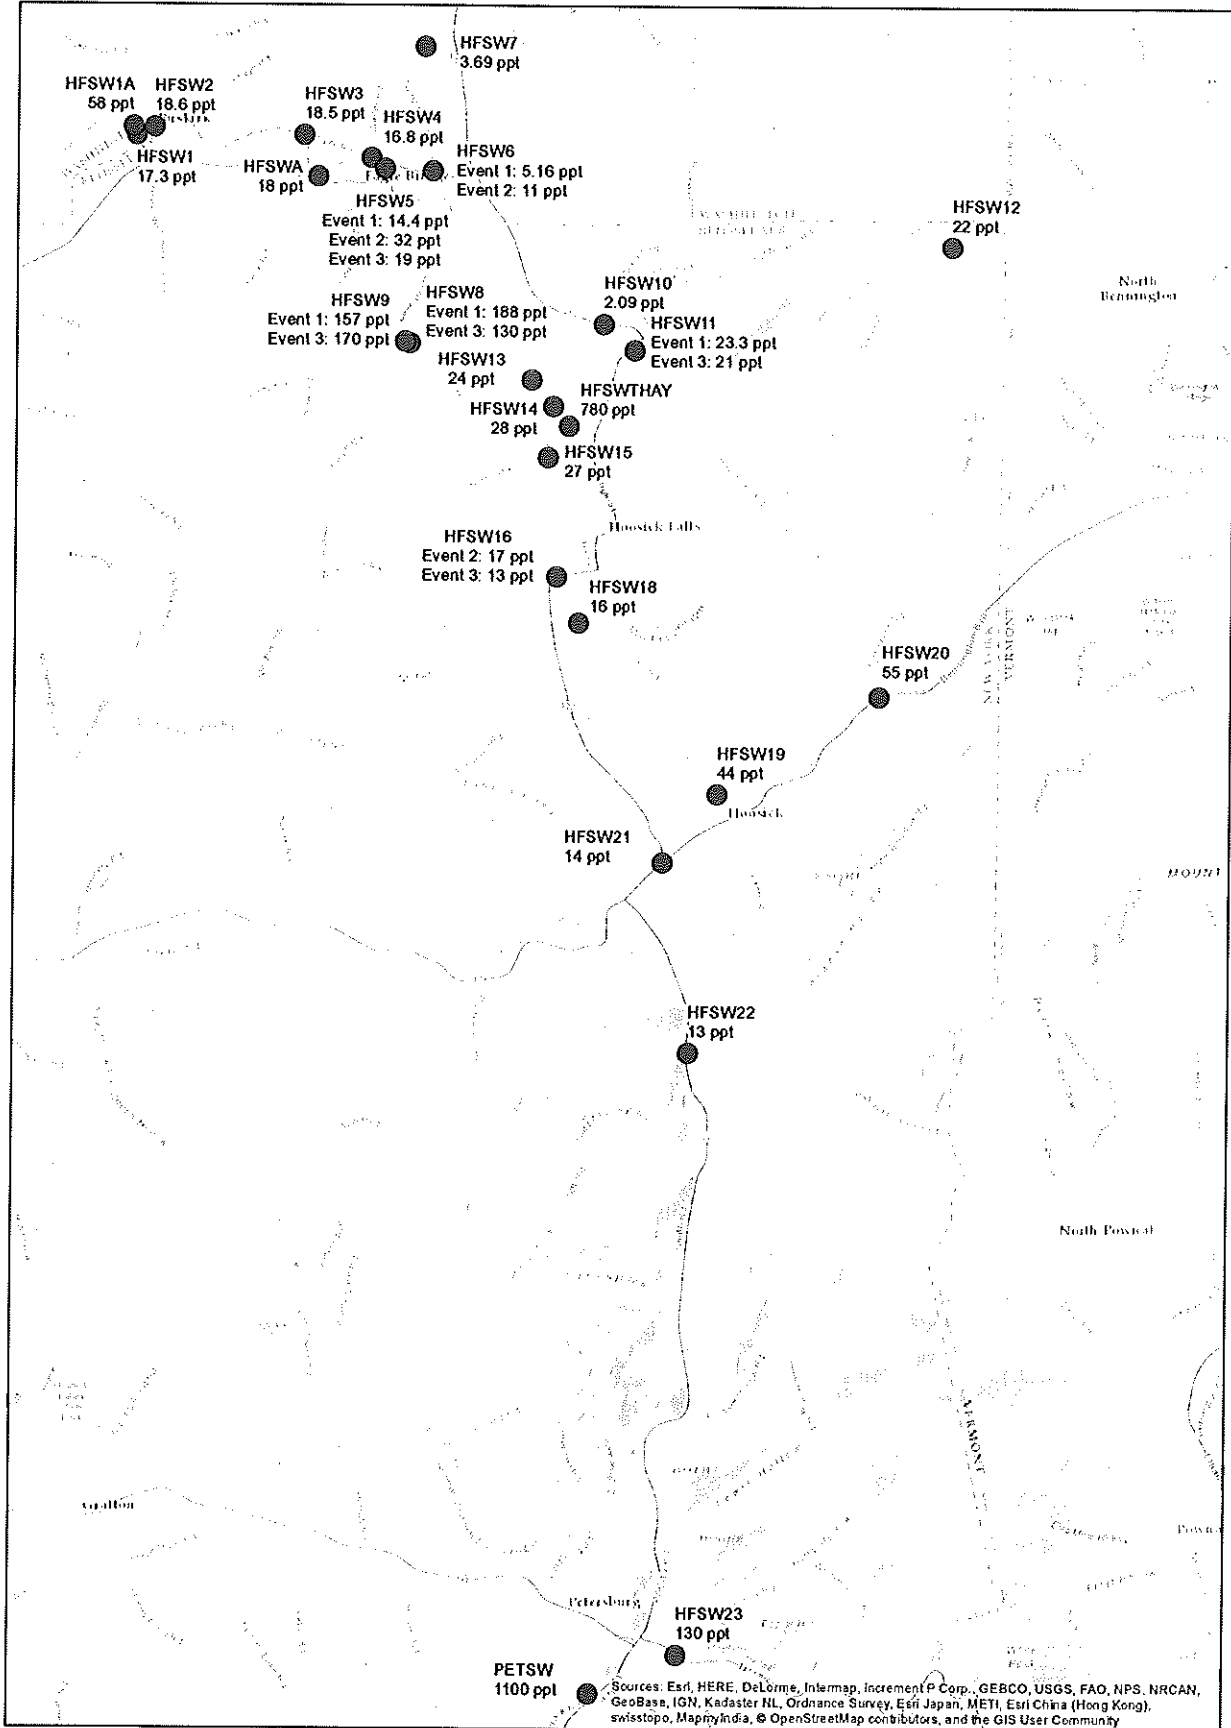 HFSW7
3.69 ppt
HFSW1A
58 ppt
HFSW2
18.6 ppt
HFSW3
18.5 ppt
HFSW4
16.8 ppt
HFSW1
17.3 ppt
HFSWA
18 ppt
HFSW6
Event 1: 5.16 ppt
Event 2: 11 ppt
HFSW5
Event 1: 14.4 ppt
Event 2: 32 ppt
Event 3: 19 ppt
HFSW12
22 ppt
North
Bennington
HFSW9
Event 1: 157 ppt
Event 3: 170 ppt
HFSW8
Event 1: 188 ppt
Event 3: 130 ppt
HFSW10
2.09 ppt
HFSW11
Event 1: 23.3 ppt
Event 3: 21 ppt
HFSW13
24 ppt
HFSWTHAY
780 ppt
HFSW14
28 ppt
HFSW15
27 ppt
Hoosick Falls
HFSW16
Event 2: 17 ppt
Event 3: 13 ppt
HFSW18
16 ppt
NEW YORK
VERMONT
HFSW20
55 ppt
HFSW19
44 ppt
Hoosick
HFSW21
14 ppt
MOUNT
HFSW22
13 ppt
North Pownal
VERMONT
Grafton
Petersburg
HFSW23
130 ppt
PETSW
1100 ppt
Sources: Esri, HERE, DeLorme, Intermap, increment P Corp., GEBCO, USGS, FAO, NPS, NRCAN,
GeoBase, IGN, Kadaster NL, Ordnance Survey, Esri Japan, METI, Esri China (Hong Kong),
swisstopo, MapmyIndia, © OpenStreetMap contributors, and the GIS User Community